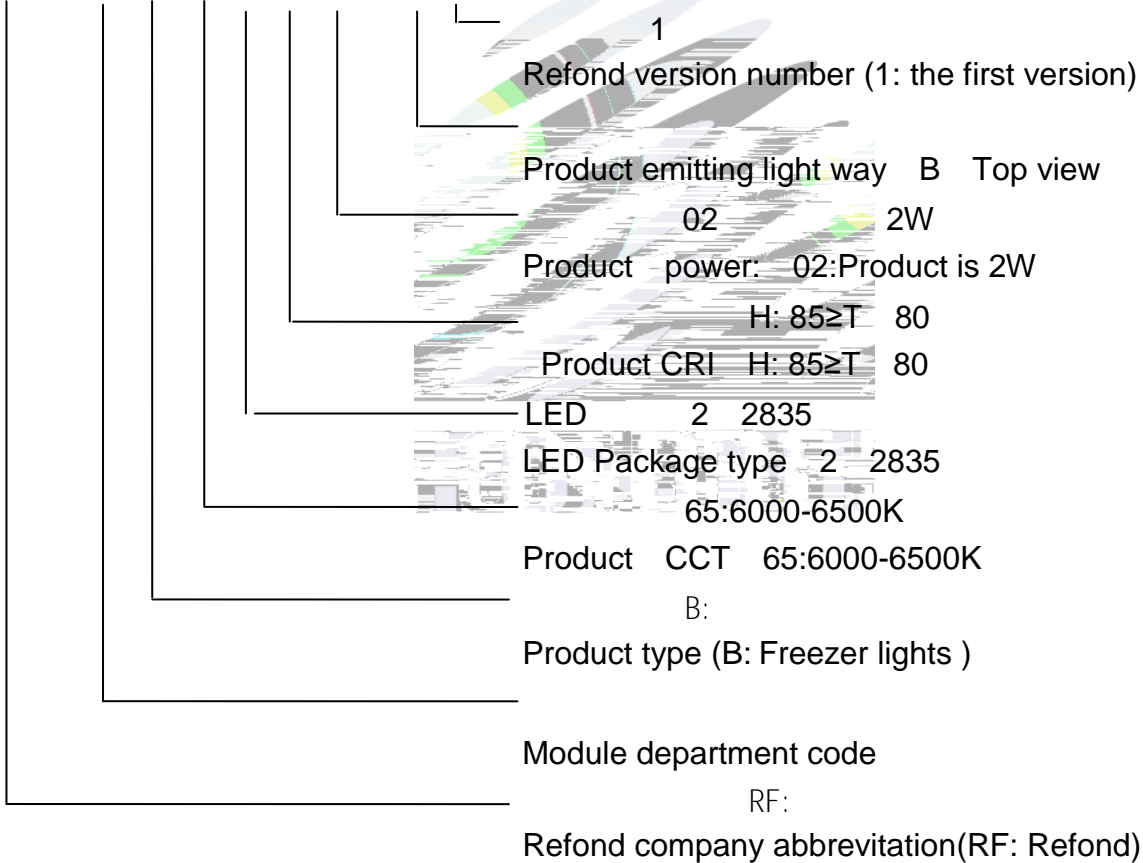 1
Refond version number (1: the first version)
Product emitting light way B Top view
02 2W
Product power: 02:Product is 2W
H: 85≥T 80
Product CRI H: 85≥T 80
LED 2 2835
LED Package type 2 2835
65:6000-6500K
Product CCT 65:6000-6500K
B:
Product type (B: Freezer lights )
Module department code
RF:
Refond company abbrevitation(RF: Refond)